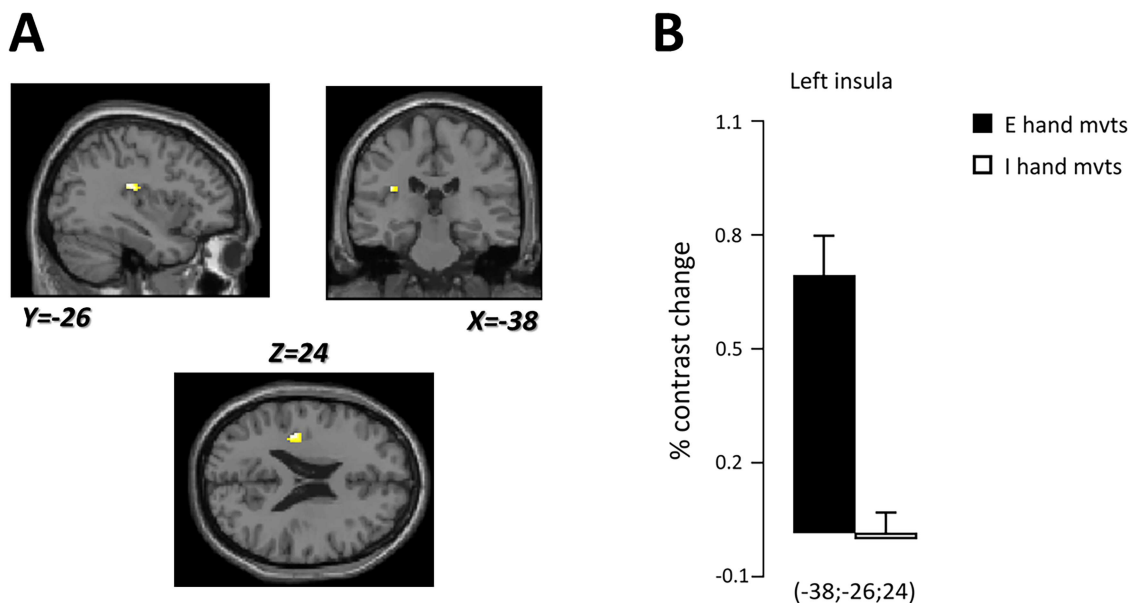 A
Y=-26
X=-38
Z=24
B
Left insula
E hand mvts
I hand mvts
% contrast change
1.1
0.8
0.5
0.2
-0.1
(-38;-26;24)